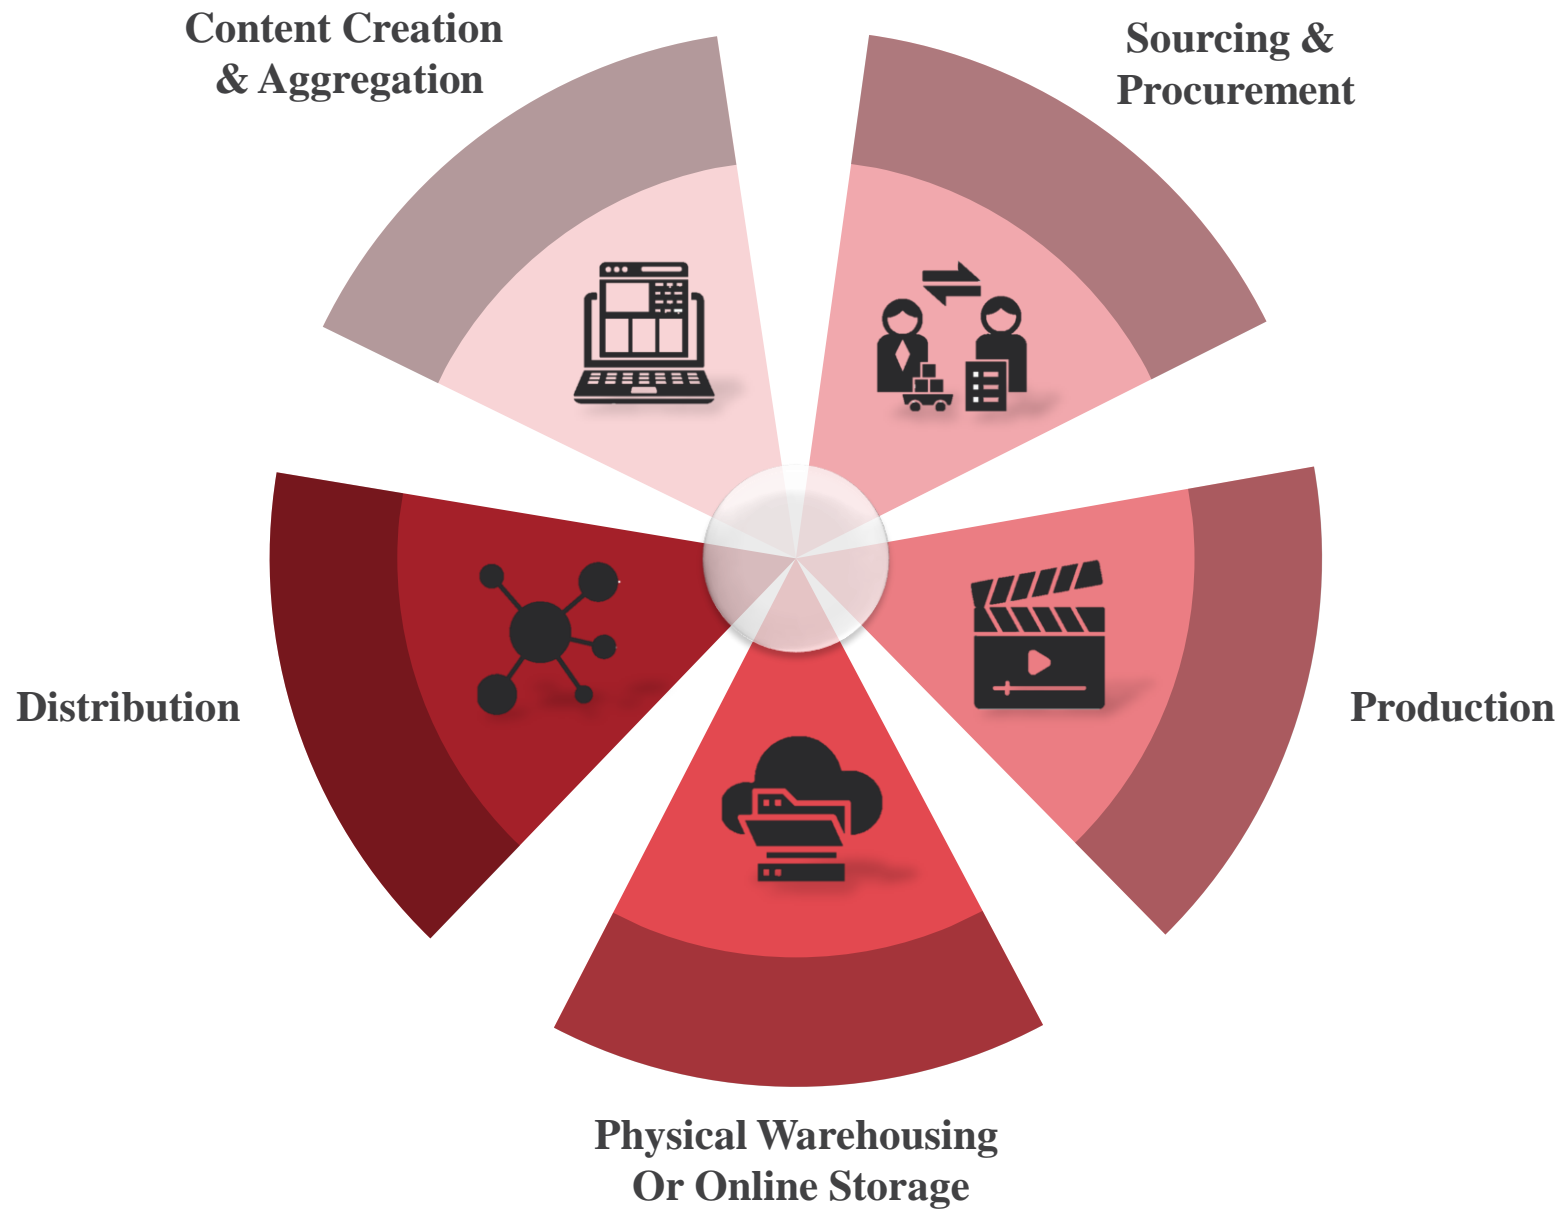 Content Creation
& Aggregation
Sourcing &
Procurement
Distribution
Production
Physical Warehousing
Or Online Storage